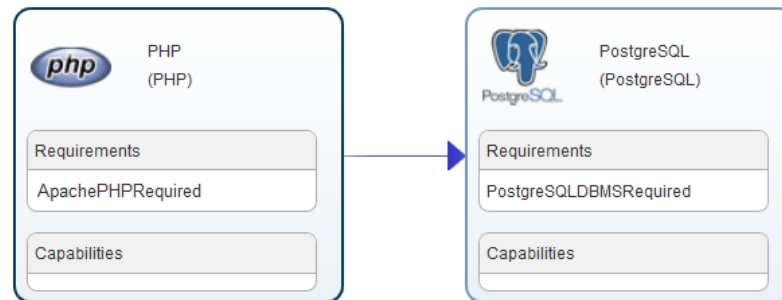 php
PHP
(PHP)
Requirements
ApachePHPRequired
Capabilities
PostgreSQL
PostgreSQL
(PostgreSQL)
Requirements
PostgreSQLDBMSRequired
Capabilities